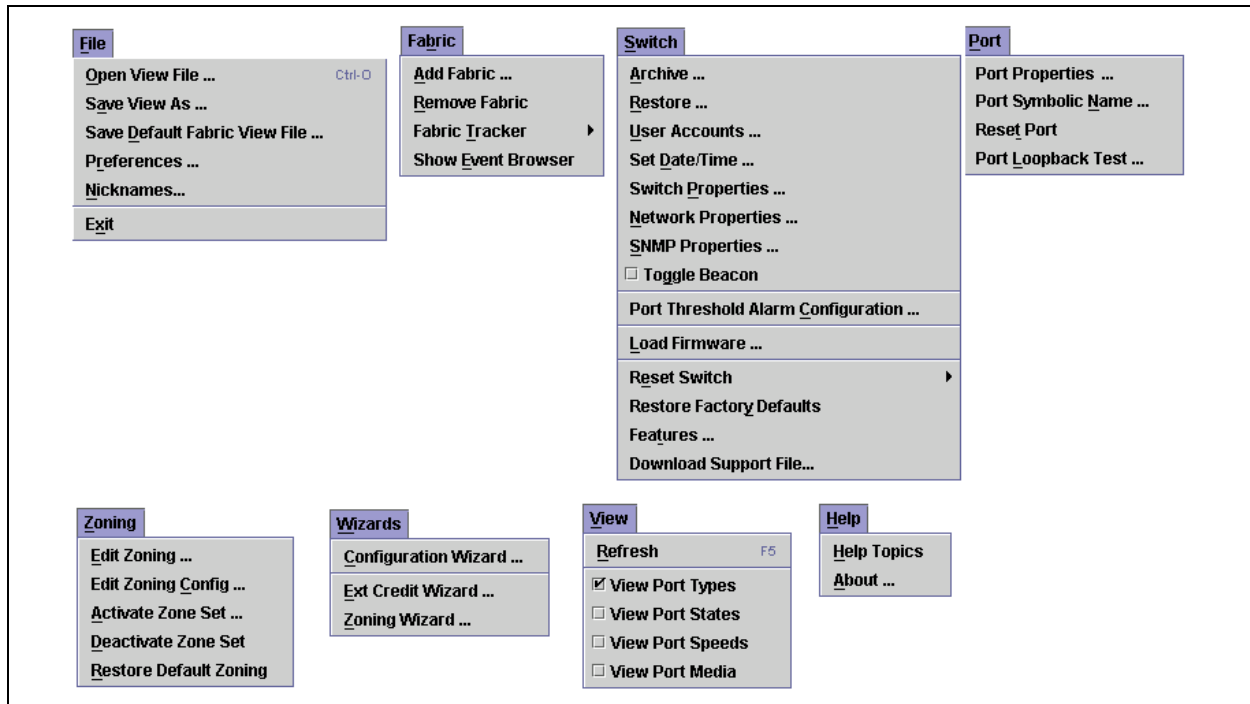 File
Open View File ... Ctrl-O
Save View As ...
Save Default Fabric View File ...
Preferences ...
Nicknames...
Exit
Fabric
Add Fabric ...
Remove Fabric
Fabric Tracker
Show Event Browser
Switch
Archive ...
Restore ...
User Accounts ...
Set Date/Time ...
Switch Properties ...
Network Properties ...
SNMP Properties ...
Toggle Beacon
Port Threshold Alarm Configuration ...
Load Firmware ...
Reset Switch
Restore Factory Defaults
Features ...
Download Support File...
Port
Port Properties ...
Port Symbolic Name ...
Reset Port
Port Loopback Test ...
Zoning
Edit Zoning ...
Edit Zoning Config ...
Activate Zone Set ...
Deactivate Zone Set
Restore Default Zoning
Wizards
Configuration Wizard ...
Ext Credit Wizard ...
Zoning Wizard ...
View
Refresh F5
View Port Types
View Port States
View Port Speeds
View Port Media
Help
Help Topics
About ...